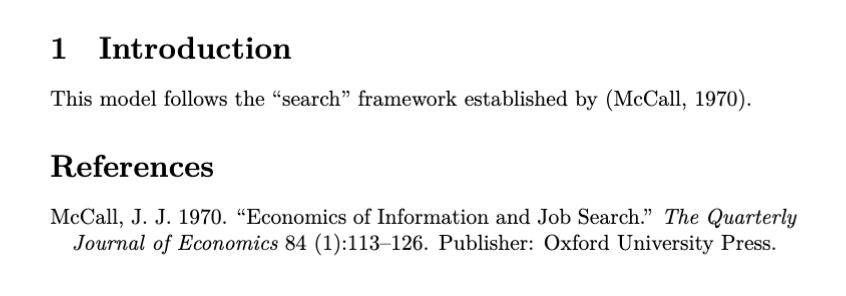 1 Introduction
This model follows the “search” framework established by (McCall, 1970).
References
McCall, J. J. 1970. “Economics of Information and Job Search.” The Quarterly
Journal of Economics 84 (1):113–126. Publisher: Oxford University Press.